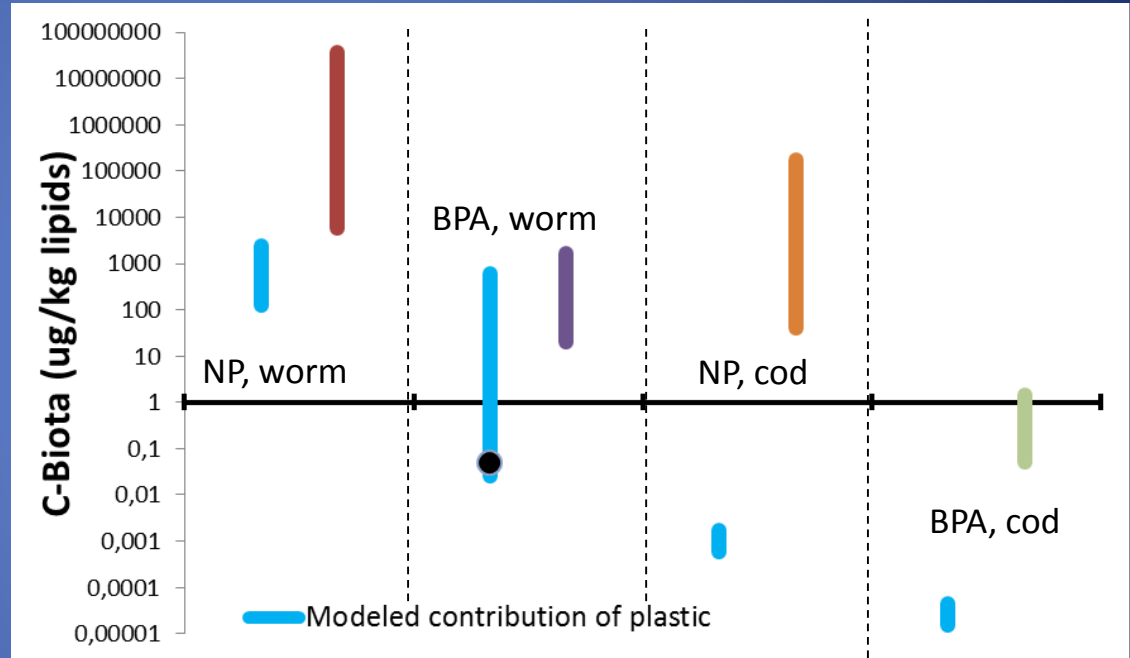 C-Biota (ug/kg lipids)
100000000
10000000
1000000
100000
10000
1000
100
10
1
0,1
0,01
0,001
0,0001
0,00001
NP, worm
BPA, worm
NP, cod
BPA, cod
Modeled contribution of plastic